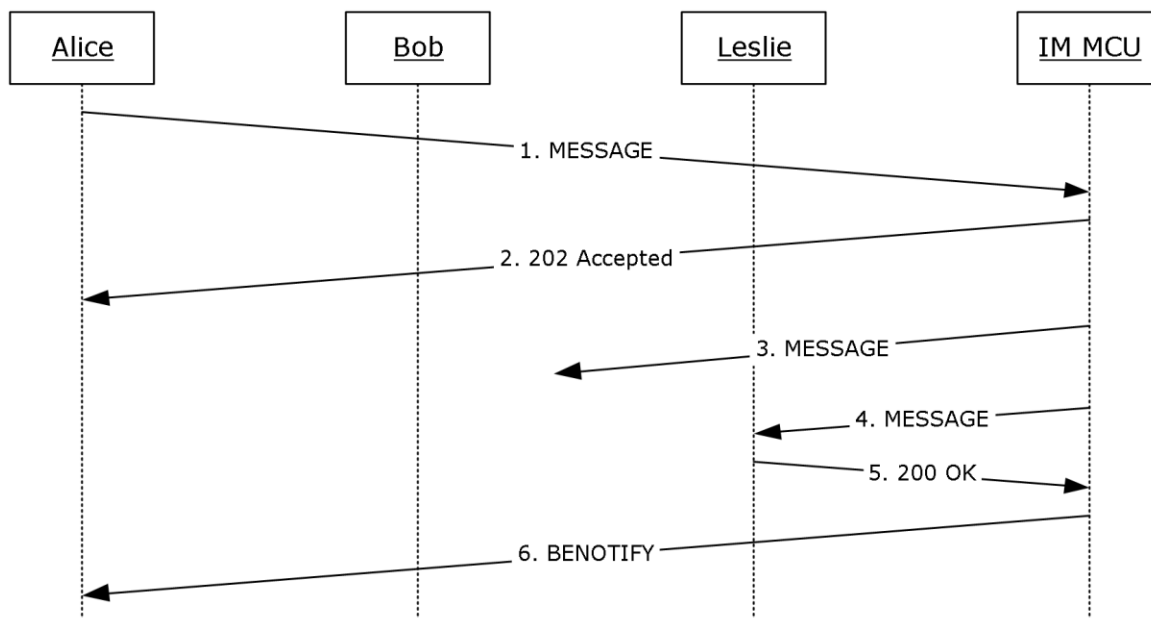 Alice
Bob
Leslie
IM MCU
1. MESSAGE
2. 202 Accepted
3. MESSAGE
4. MESSAGE
5. 200 OK
6. BENOTIFY